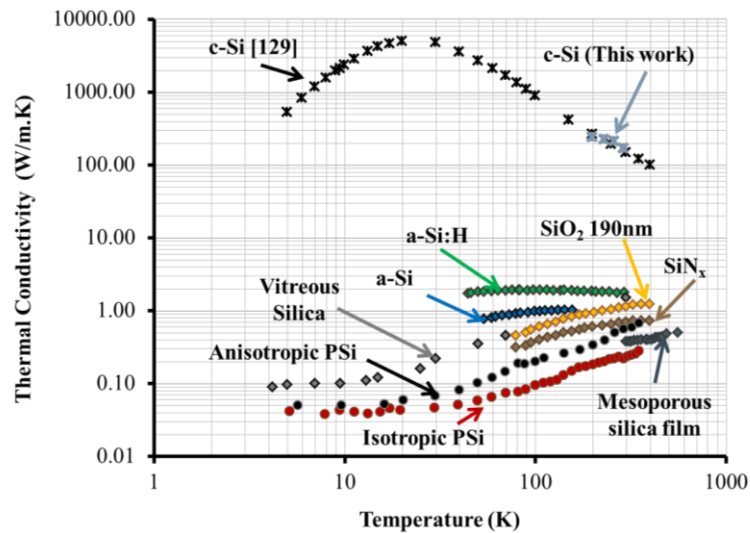 10000.00
1000.00
100.00
10.00
1.00
0.10
0.01
Thermal Conductivity (W/m.K)
c-Si [129]
c-Si (This work)
a-Si:H
SiO₂ 190nm
SiNₓ
a-Si
Vitreous
Silica
Anisotropic PSi
Isotropic PSi
Mesoporous
silica film
1
10
100
1000
Temperature (K)